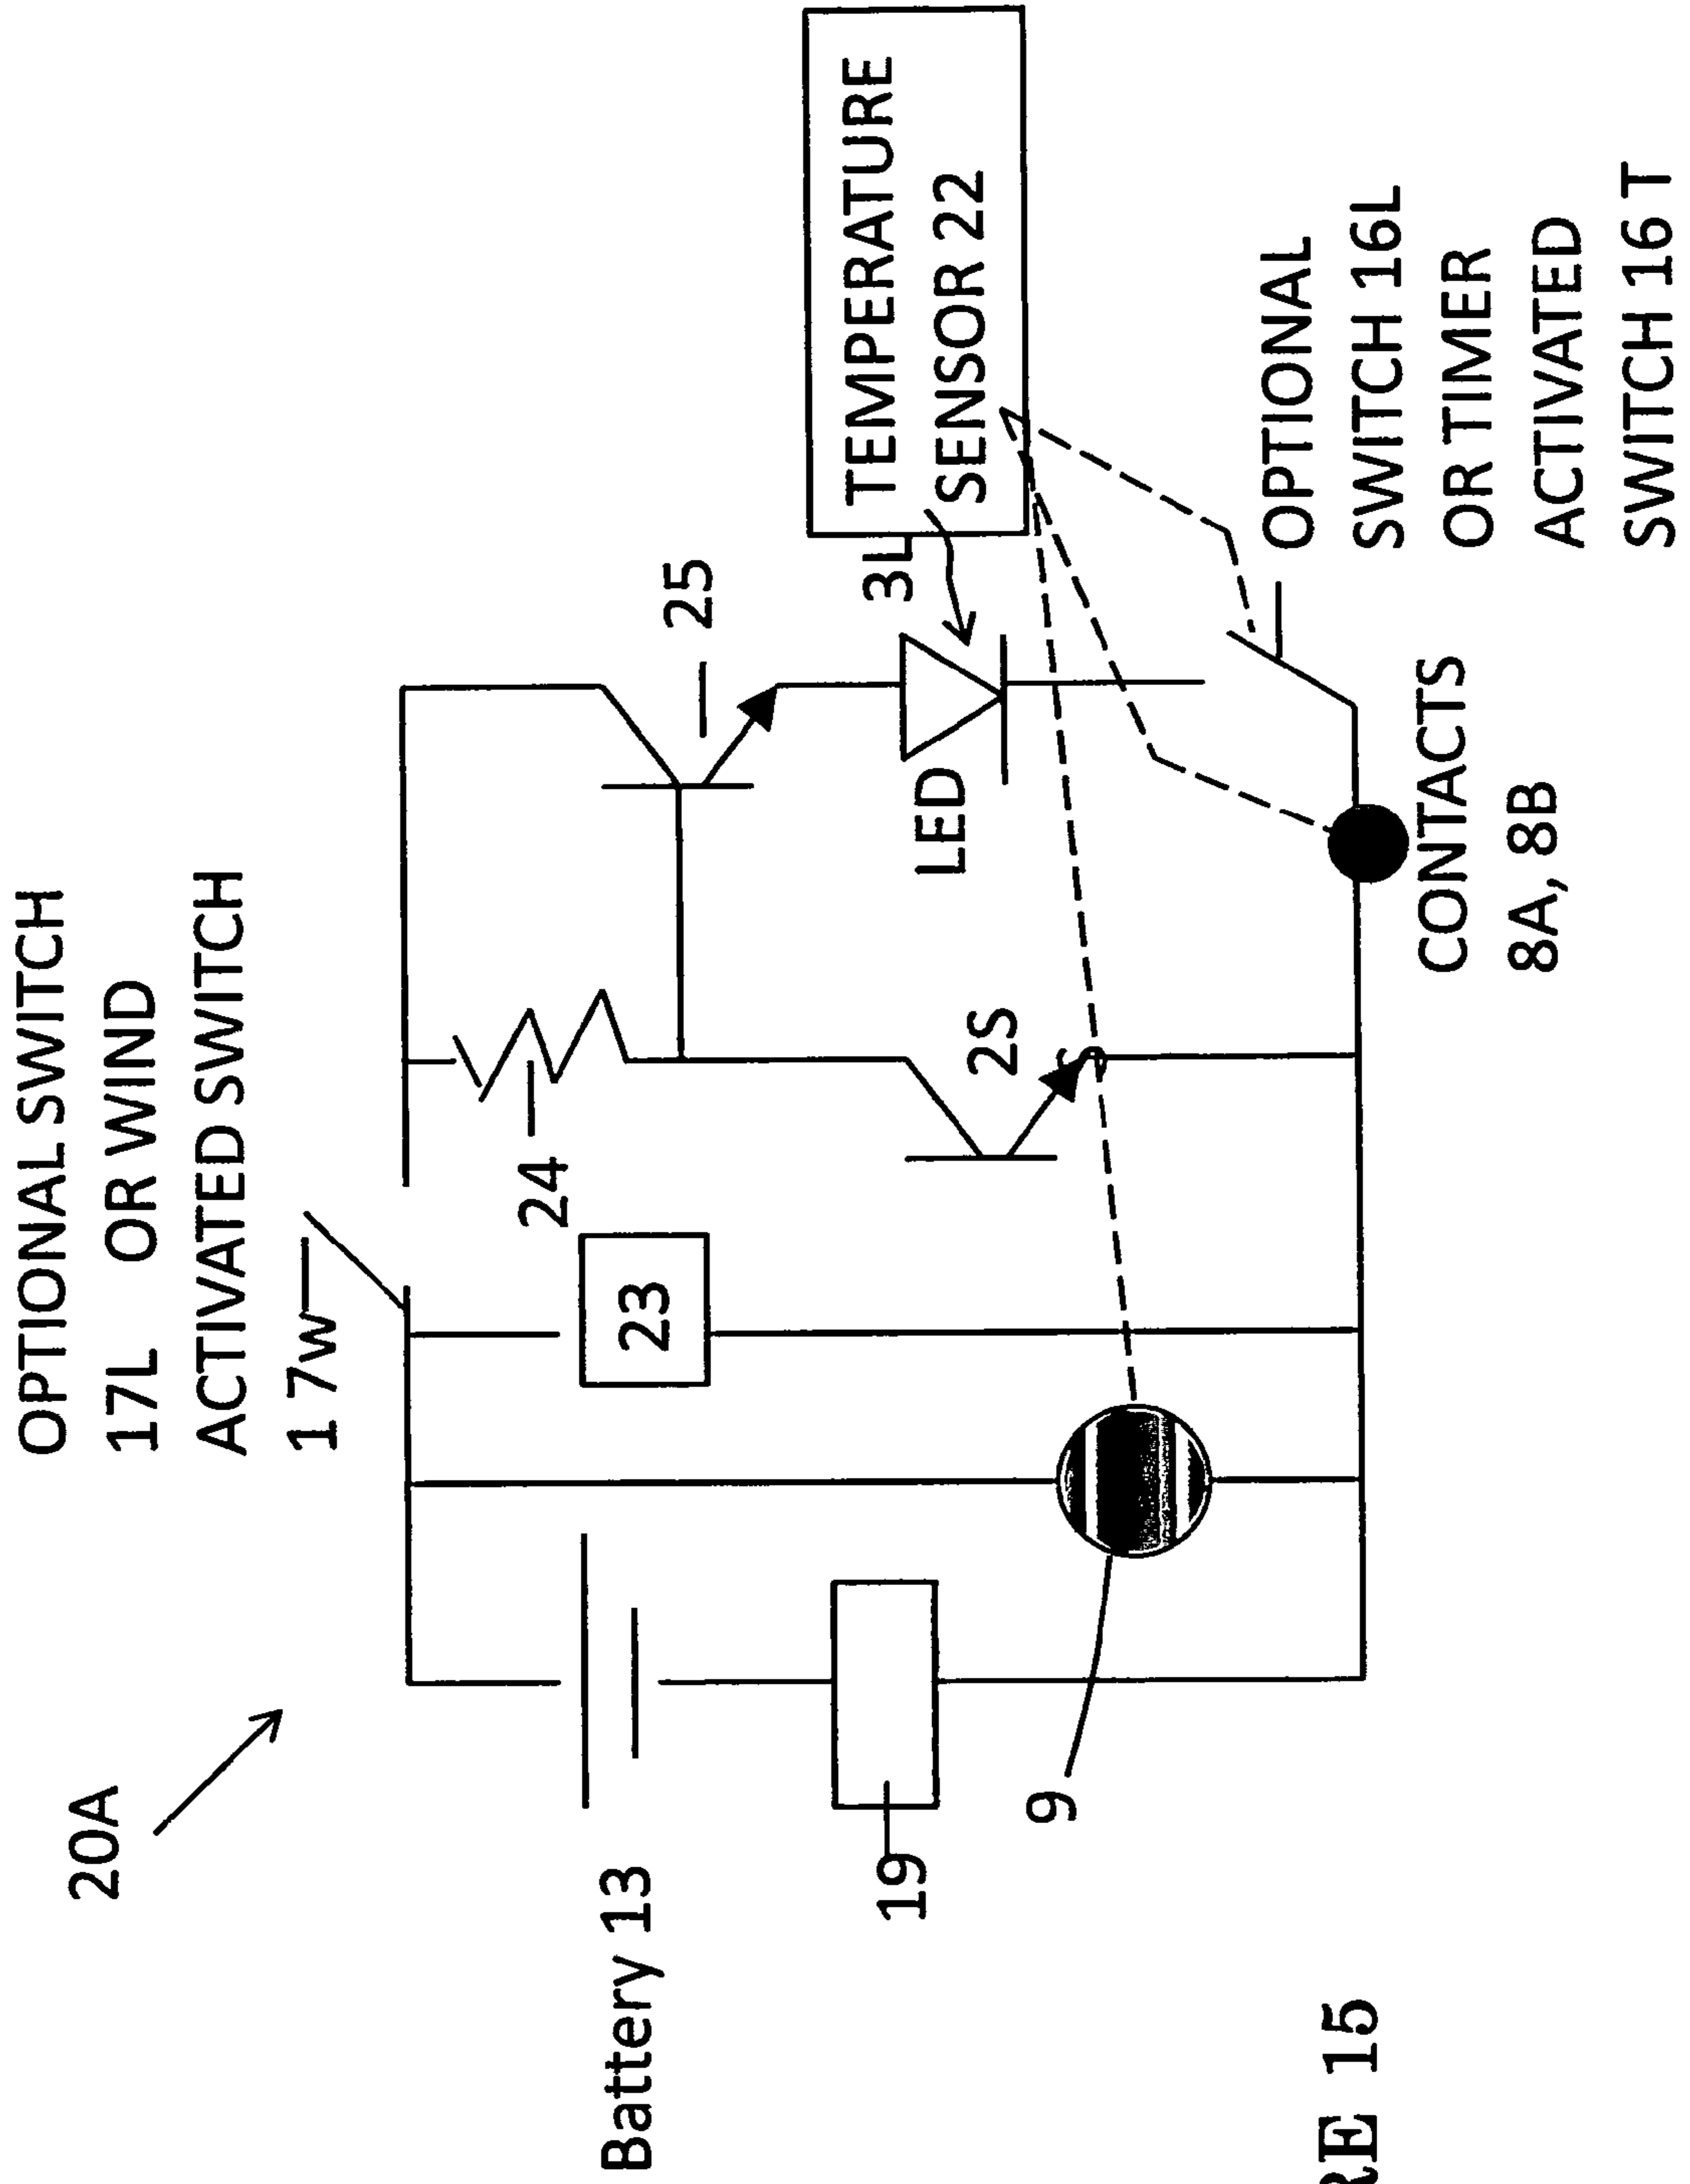 20A
OPTIONAL SWITCH
17L OR WIND
ACTIVATED SWITCH
1 7w
Battery 13
19
9
23
24
2S
25
LED
3L
TEMPERATURE
SENSOR 22
CONTACTS
8A, 8B
OPTIONAL
SWITCH 16L
OR TIMER
ACTIVATED
SWITCH 16 T
RE 15